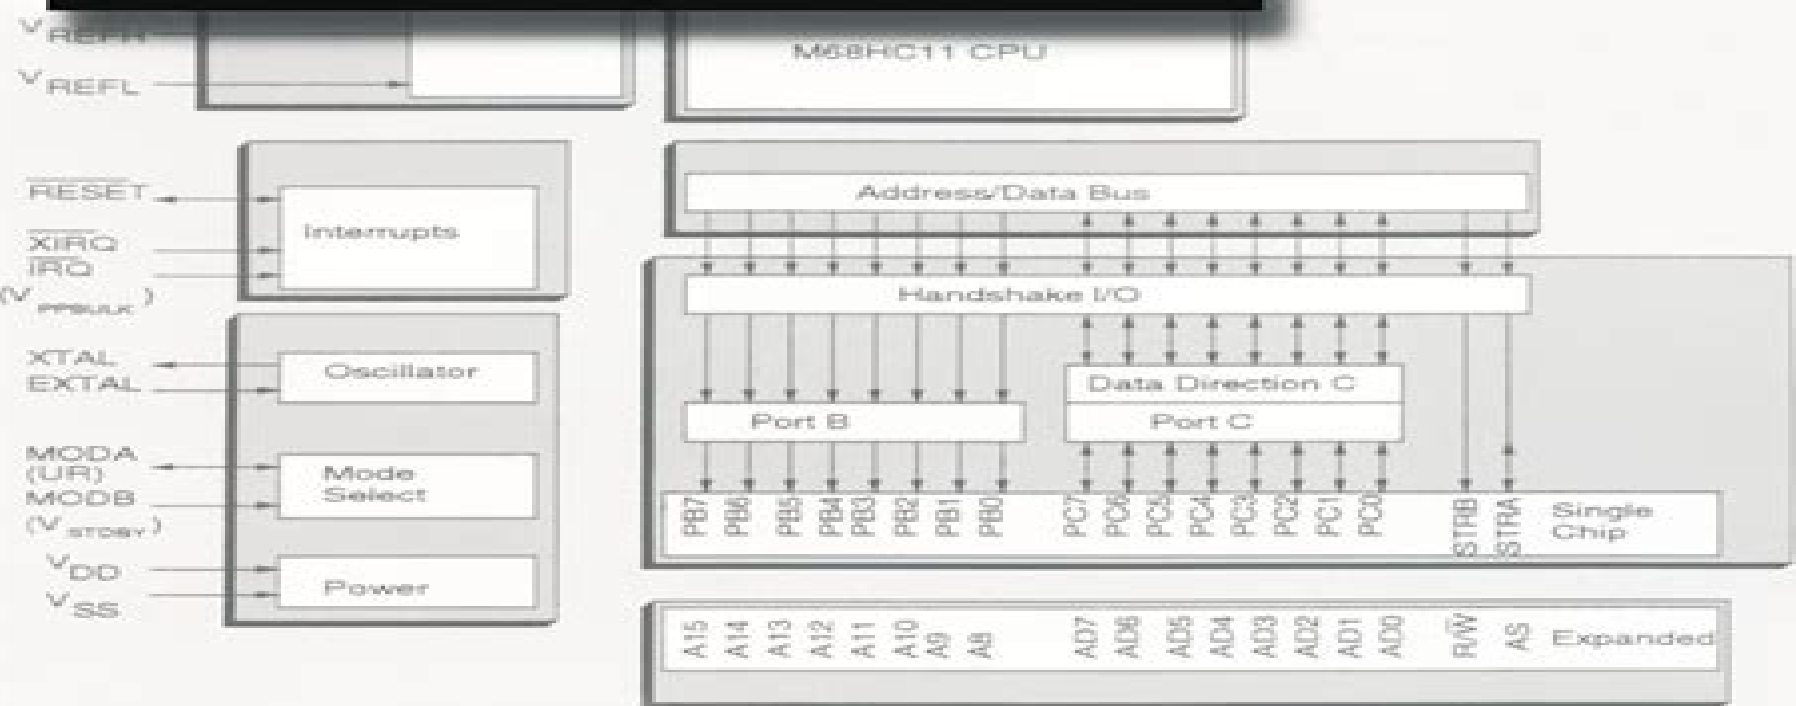 VREFH
VREFL
M68HC11 CPU
RESET
XIRQ
IRQ
(VPPBULK)
Interrupts
Address/Data Bus
Handshake I/O
XTAL
EXTAL
Oscillator
Data Direction C
Port B
Port C
MODA
(LIR)
MODB
(VSTDBY)
Mode
Select
PB7 PB6 PB5 PB4 PB3 PB2 PB1 PB0 PC7 PC6 PC5 PC4 PC3 PC2 PC1 PC0 STRB STRA
Single
Chip
VDD
VSS
Power
A15 A14 A13 A12 A11 A10 A9 A8 AD7 AD6 AD5 AD4 AD3 AD2 AD1 AD0 R/W AS
Expanded